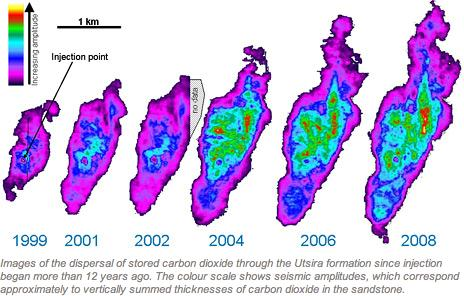 1 km
Increasing amplitude
Injection point
no data
1999 2001 2002 2004 2006 2008
Images of the dispersal of stored carbon dioxide through the Utsira formation since injection
began more than 12 years ago. The colour scale shows seismic amplitudes, which correspond
approximately to vertically summed thicknesses of carbon dioxide in the sandstone.